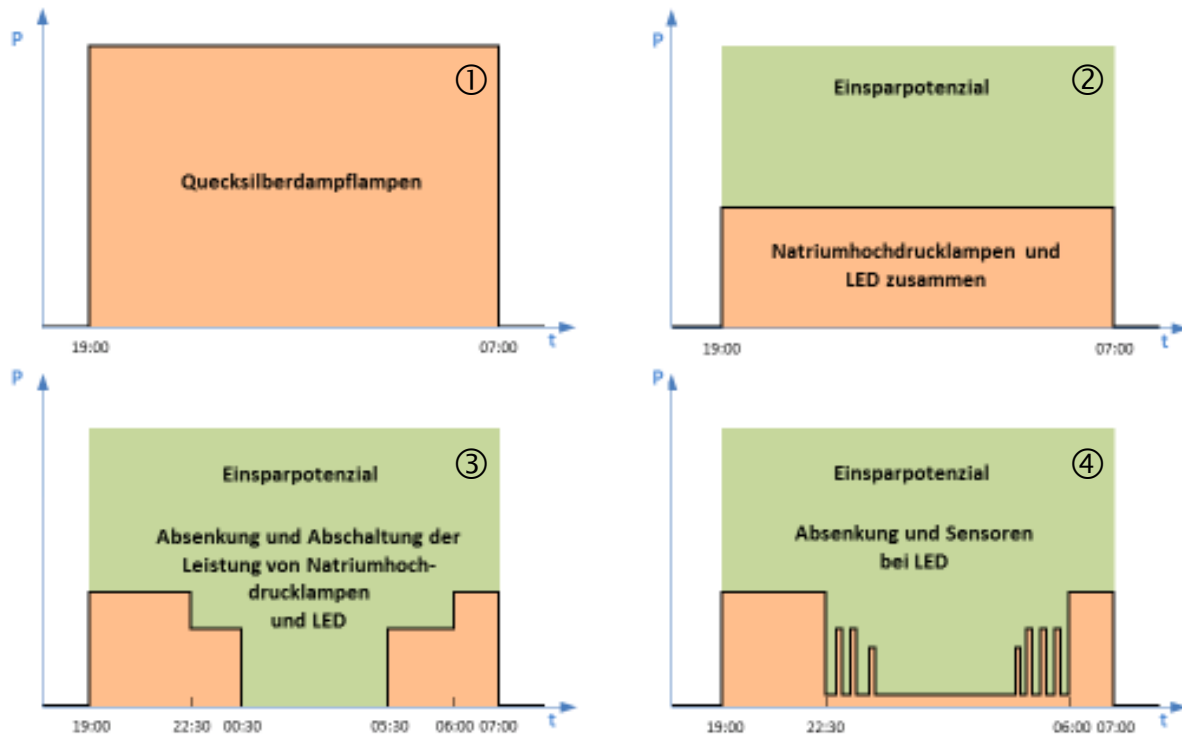 P
①
Quecksilberdampflampen
19:00 07:00
t
P
②
Einsparpotenzial
Natriumhochdrucklampen und
LED zusammen
19:00 07:00
t
P
③
Einsparpotenzial
Absenkung und Abschaltung der
Leistung von Natriumhoch-
drucklampen
und LED
19:00 22:30 00:30 05:30 06:00 07:00
t
P
④
Einsparpotenzial
Absenkung und Sensoren
bei LED
19:00 22:30 06:00 07:00
t